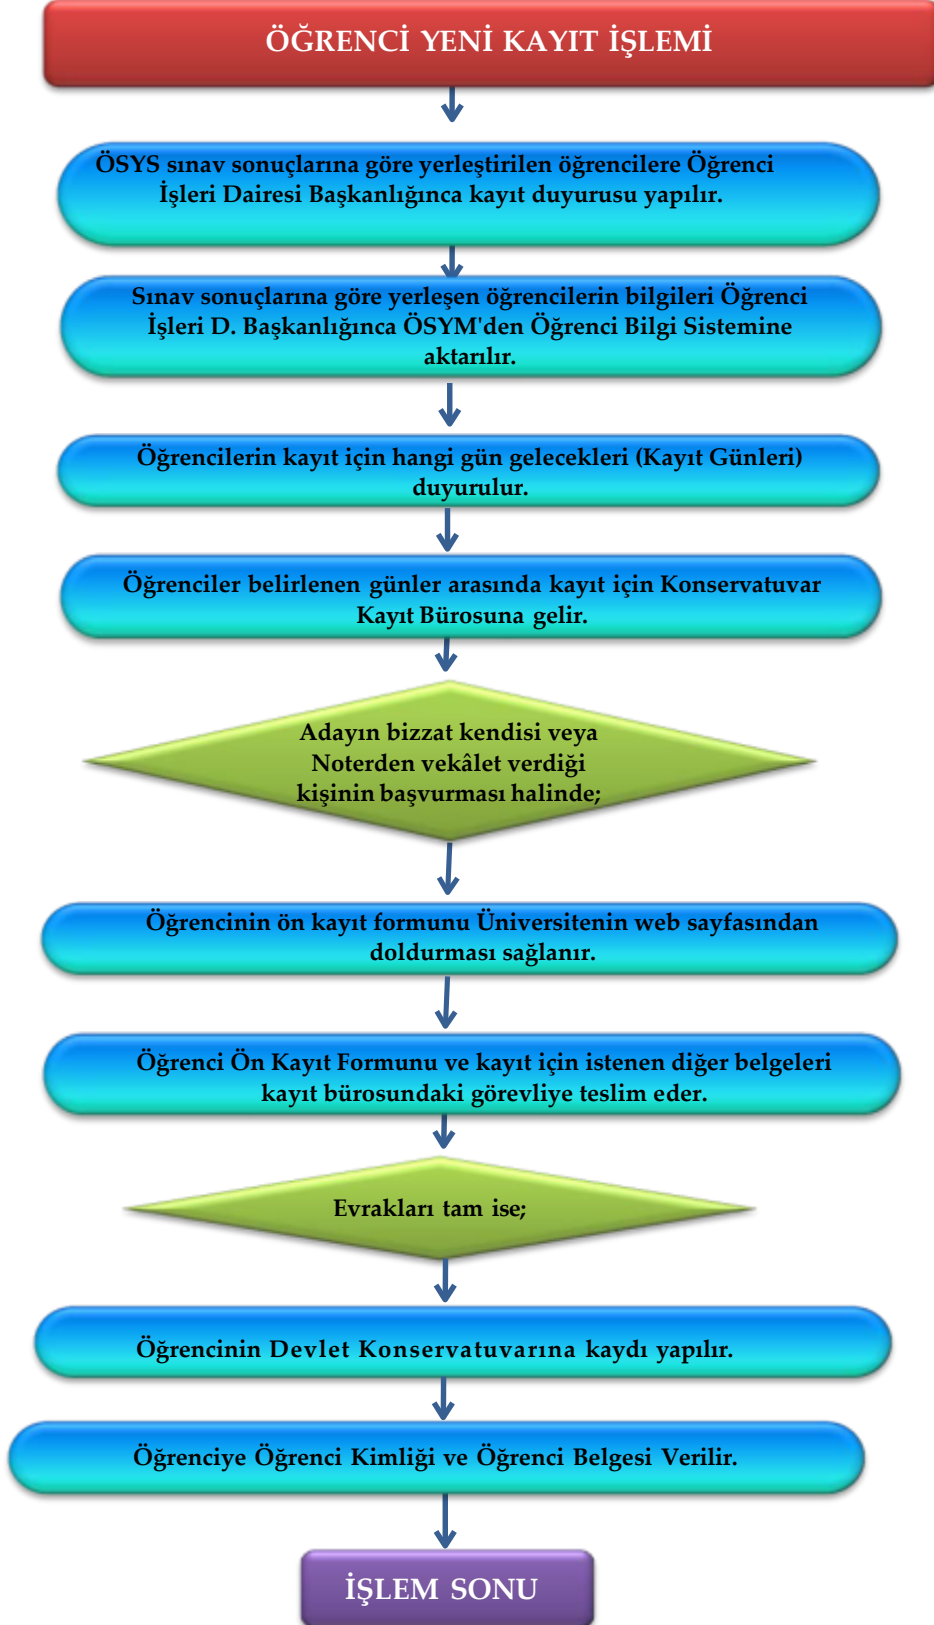 ÖĞRENCİ YENİ KAYIT İŞLEMİ
ÖSYS sınav sonuçlarına göre yerleştirilen öğrencilere Öğrenci
İşleri Dairesi Başkanlığınca kayıt duyurusu yapılır.
Sınav sonuçlarına göre yerleşen öğrencilerin bilgileri Öğrenci
İşleri D. Başkanlığınca ÖSYM'den Öğrenci Bilgi Sistemine
aktarılır.
Öğrencilerin kayıt için hangi gün gelecekleri (Kayıt Günleri)
duyurulur.
Öğrenciler belirlenen günler arasında kayıt için Konservatuvar
Kayıt Bürosuna gelir.
Adayın bizzat kendisi veya
Noterden vekâlet verdiği
kişinin başvurması halinde;
Öğrencinin ön kayıt formunu Üniversitenin web sayfasından
doldurması sağlanır.
Öğrenci Ön Kayıt Formunu ve kayıt için istenen diğer belgeleri
kayıt bürosundaki görevliye teslim eder.
Evrakları tam ise;
Öğrencinin Devlet Konservatuvarına kaydı yapılır.
Öğrenciye Öğrenci Kimliği ve Öğrenci Belgesi Verilir.
İŞLEM SONU